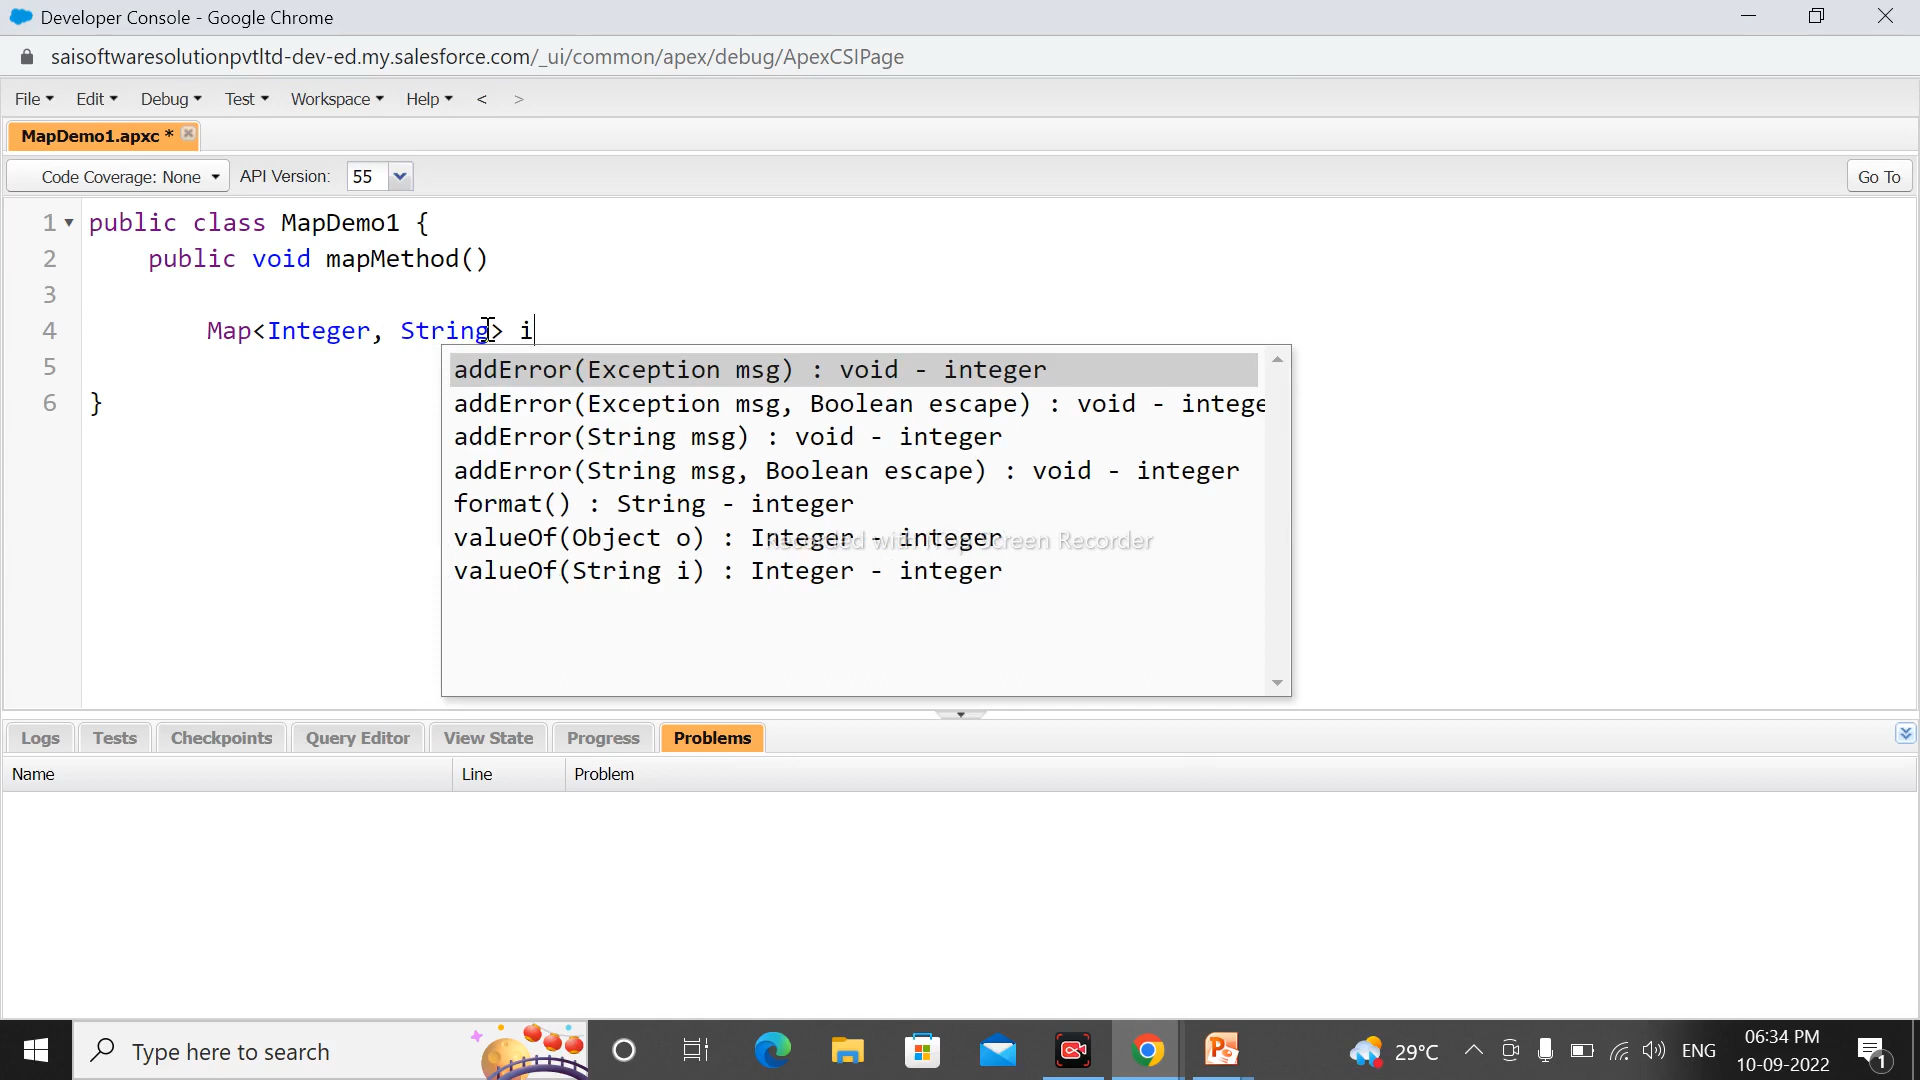 Developer Console - Google Chrome
saisoftwaresolutionpvtltd-dev-ed.my.salesforce.com/_ui/common/apex/debug/ApexCSIPage
File Edit Debug Test Workspace Help < >
MapDemo1.apxc *
Code Coverage: None API Version: 55 Go To
1 public class MapDemo1 {
2 public void mapMethod()
3
4 Map<Integer, String> i
5
6 }
addError(Exception msg) : void - integer
addError(Exception msg, Boolean escape) : void - intege
addError(String msg) : void - integer
addError(String msg, Boolean escape) : void - integer
format() : String - integer
valueOf(Object o) : Integer - integer
Recorded with iTop Screen Recorder
valueOf(String i) : Integer - integer
Logs Tests Checkpoints Query Editor View State Progress Problems
Name Line Problem
Type here to search
29°C
ENG
06:34 PM
10-09-2022
1